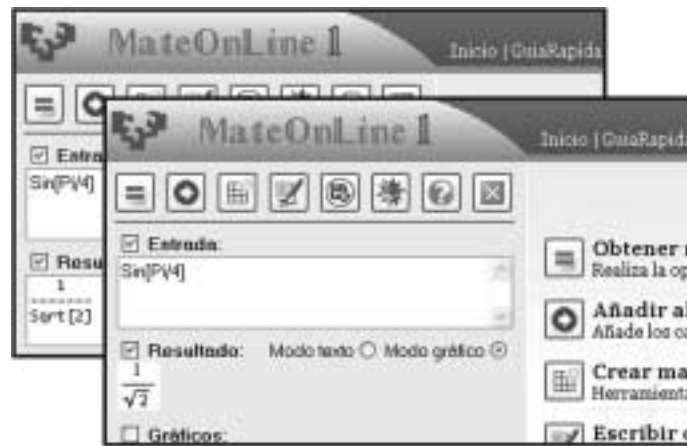 MateOnLine 1
Inicio | GuiaRapida
Entra
Sin[Pi/4]
Resu
1
------
Sqrt[2]
MateOnLine 1
Inicio | GuiaRapida
Entrada:
Sin[Pi/4]
Resultado: Modo texto Modo gráfico
1
√2
Gráficos:
Obtener
Realiza la op
Añadir al
Añade los ca
Crear ma
Herramienta
Escribir